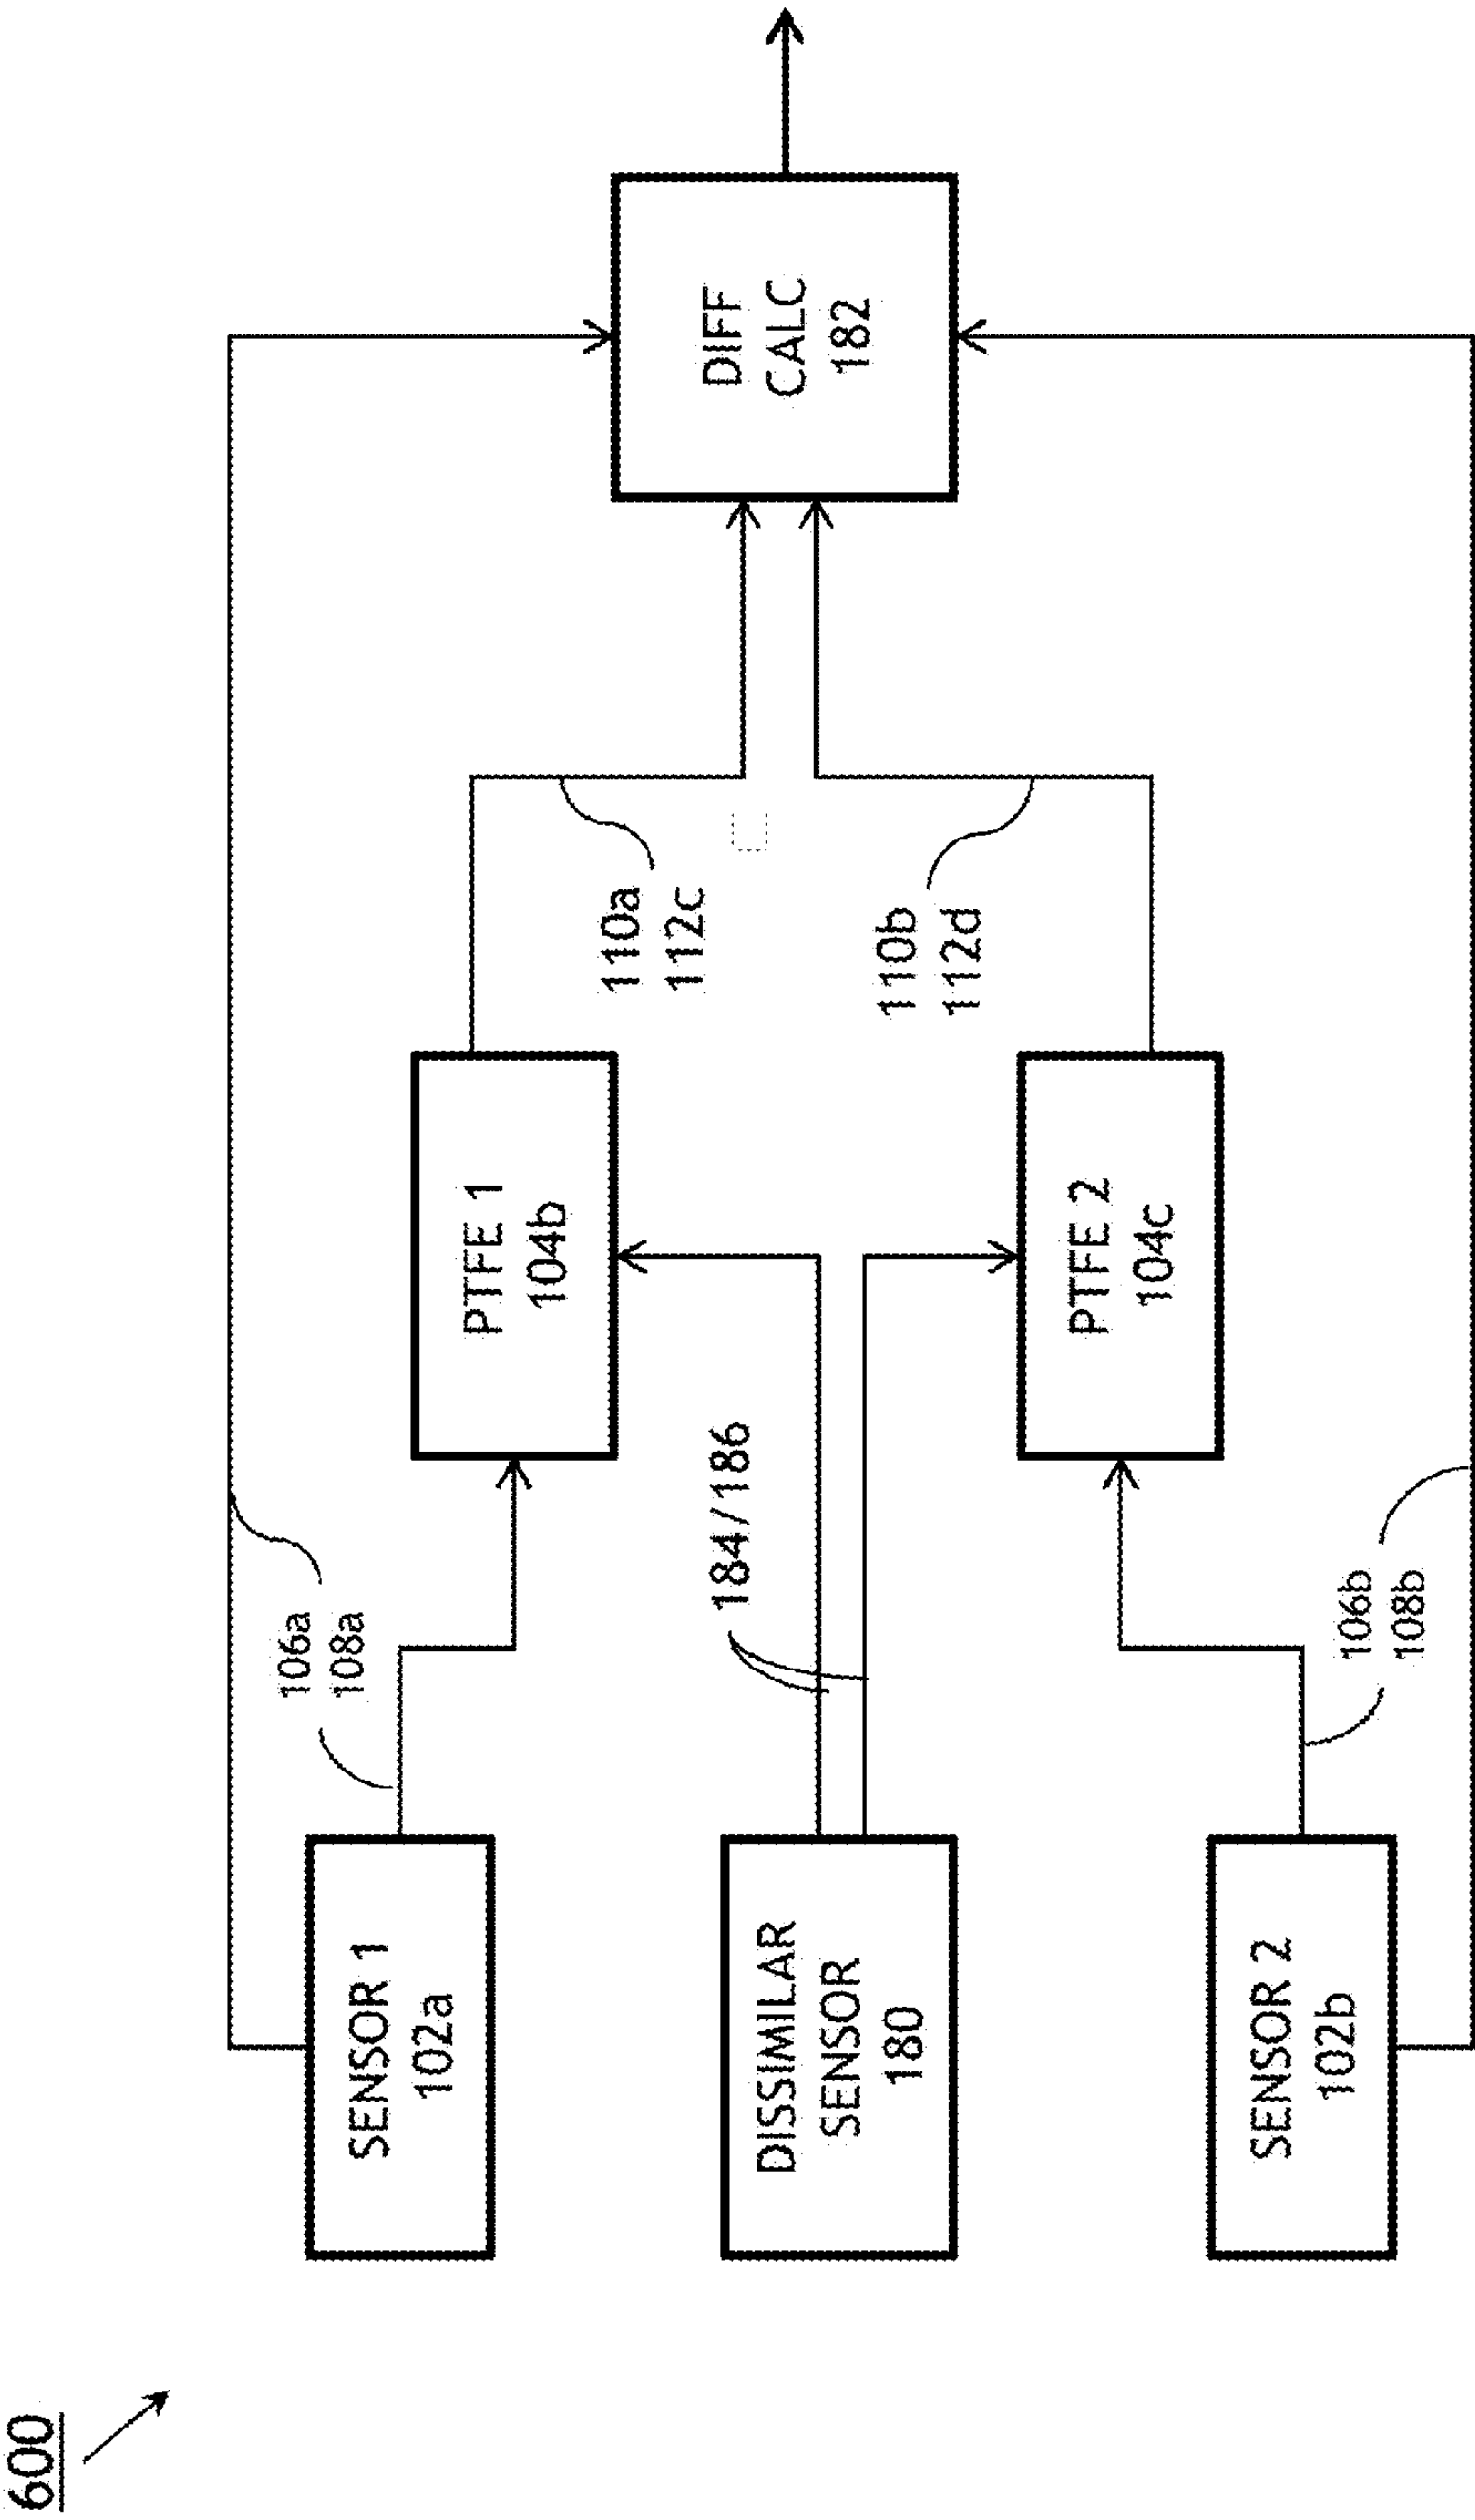 600
SENSOR 1
102a
106a
108a
PTFE 1
104b
110a
112c
DISSIMILAR
SENSOR
180
184/186
DIFF
CALC
182
SENSOR 2
102b
106b
108b
PTFE 2
104c
110b
112d